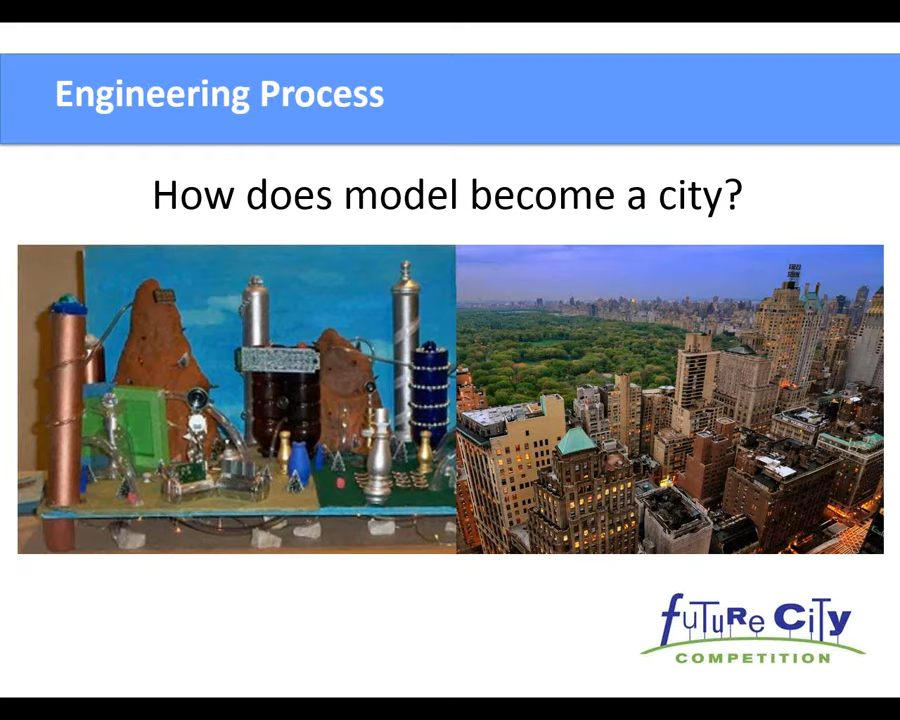 Engineering Process
How does model become a city?
FuTuRe CiTy
COMPETITION